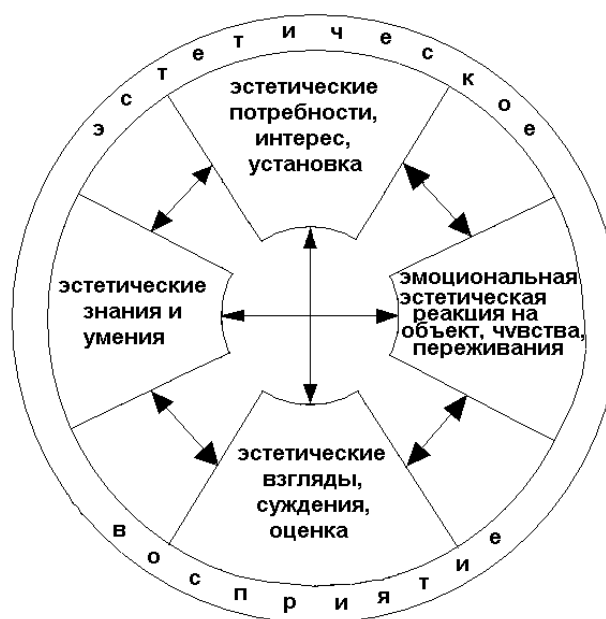 эстетическое
эстетические
потребности,
интерес,
установка
эстетические
знания и
умения
эмоциональная
эстетическая
реакция на
объект, чувства,
переживания
эстетические
взгляды,
суждения,
оценка
восприятие